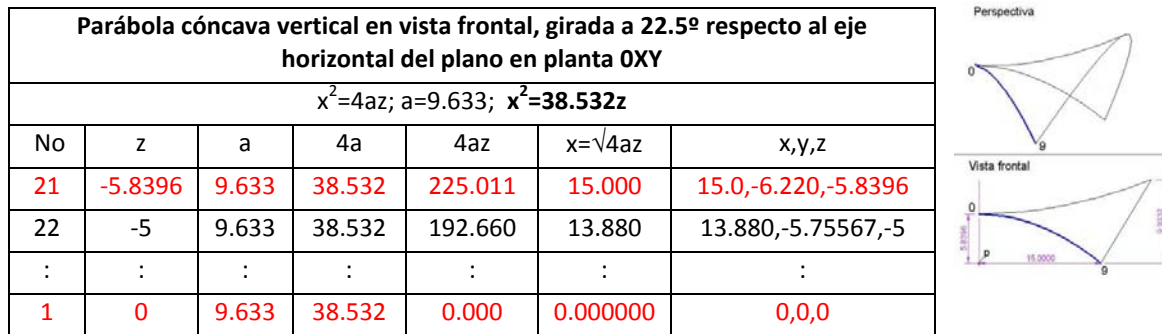 Parábola cóncava vertical en vista frontal, girada a 22.5º respecto al eje
horizontal del plano en planta 0XY
x²=4az; a=9.633; x²=38.532z
No z a 4a 4az x=√4az x,y,z
21 -5.8396 9.633 38.532 225.011 15.000 15.0,-6.220,-5.8396
22 -5 9.633 38.532 192.660 13.880 13.880,-5.75567,-5
: : : : : : :
1 0 9.633 38.532 0.000 0.000000 0,0,0
Perspectiva
0
9
Vista frontal
0
5.8396
p
15.0000
9